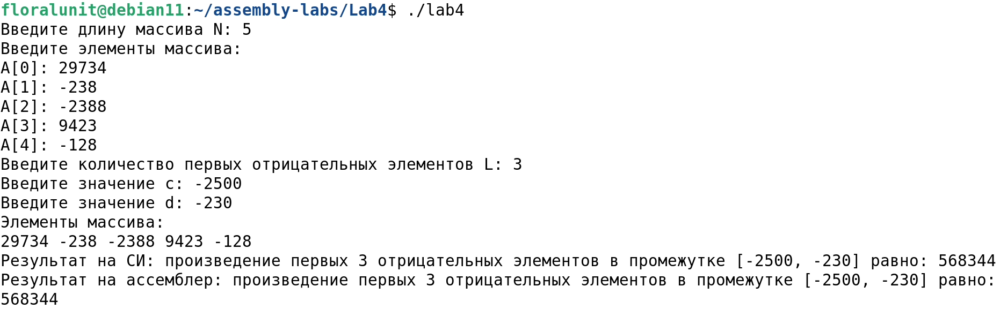 floralunit@debian11:~/assembly-labs/Lab4$ ./lab4
Введите длину массива N: 5
Введите элементы массива:
A[0]: 29734
A[1]: -238
A[2]: -2388
A[3]: 9423
A[4]: -128
Введите количество первых отрицательных элементов L: 3
Введите значение c: -2500
Введите значение d: -230
Элементы массива:
29734 -238 -2388 9423 -128
Результат на СИ: произведение первых 3 отрицательных элементов в промежутке [-2500, -230] равно: 568344
Результат на ассемблер: произведение первых 3 отрицательных элементов в промежутке [-2500, -230] равно:
568344